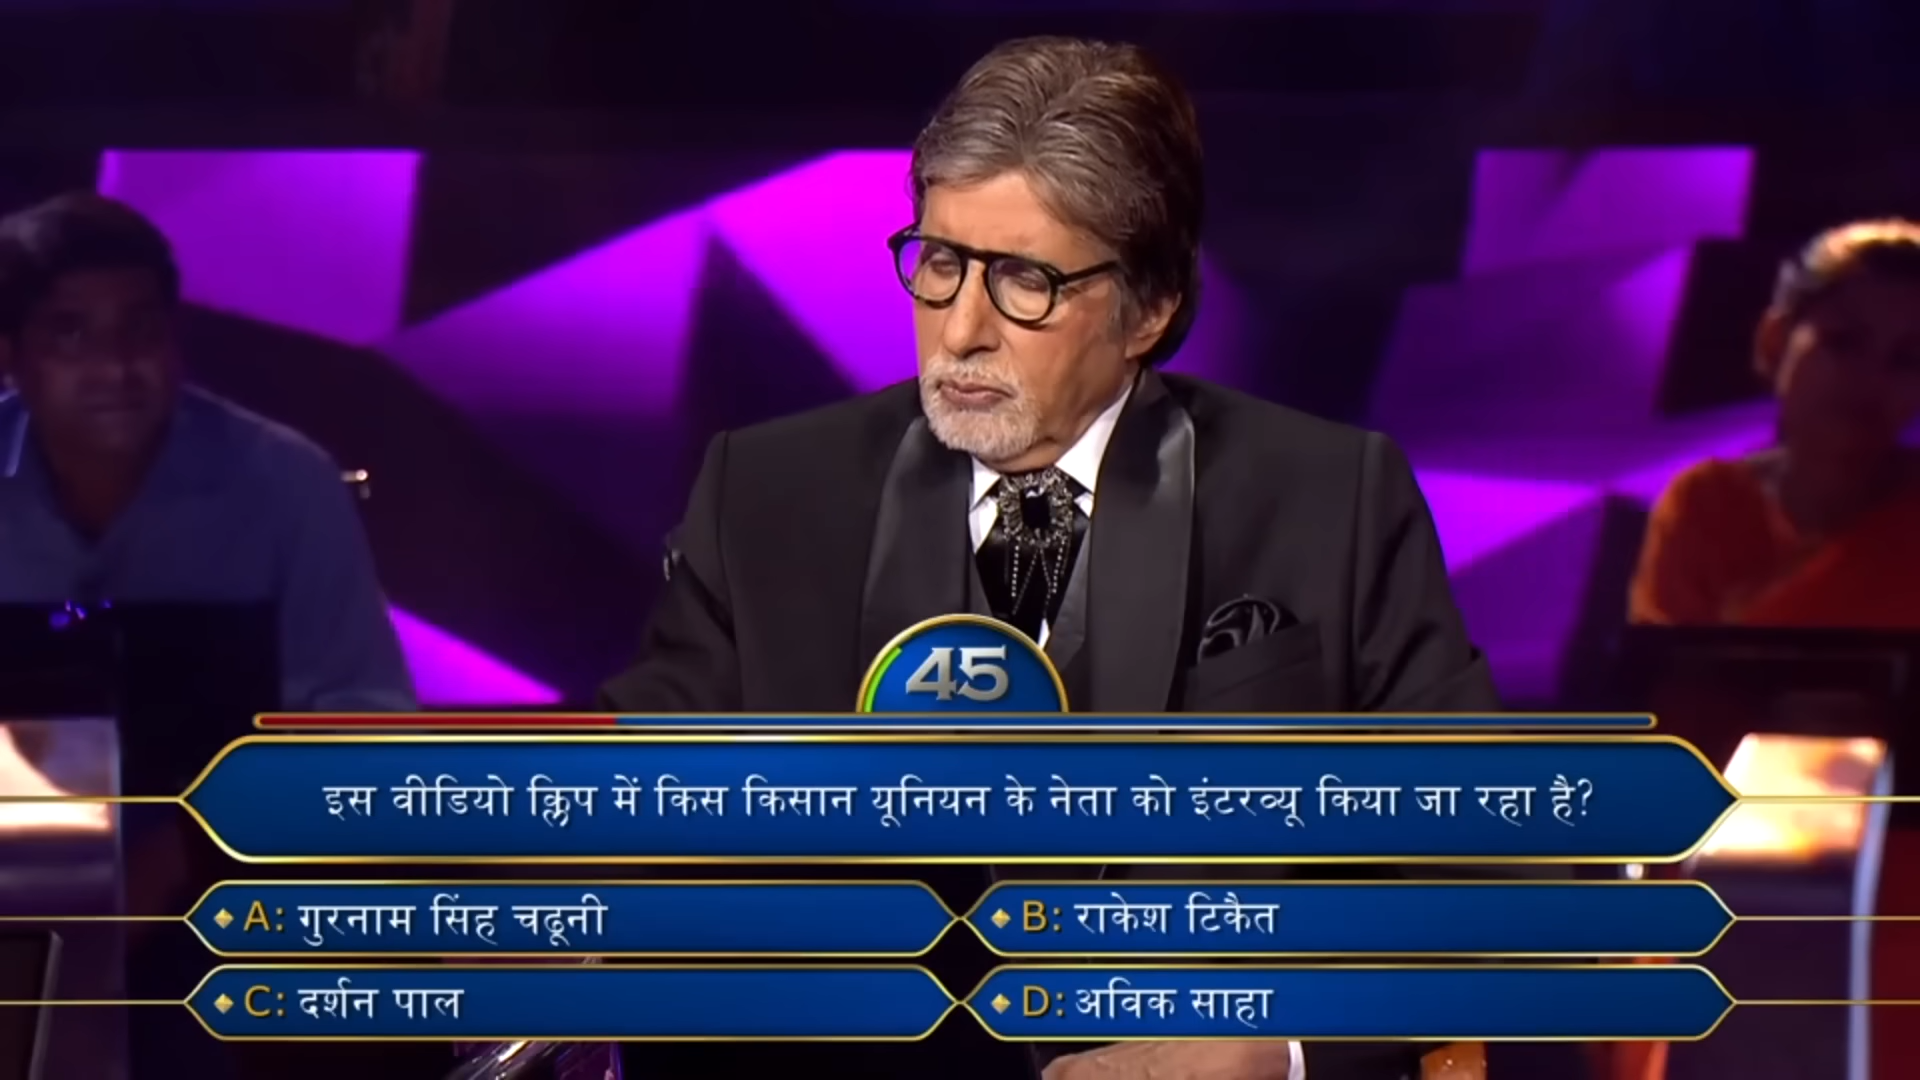 45
इस वीडियो क्लिप में किस किसान यूनियन के नेता को इंटरव्यू किया जा रहा है?
A: गुरनाम सिंह चढूनी
B: राकेश टिकैत
C: दर्शन पाल
D: अविक साहा